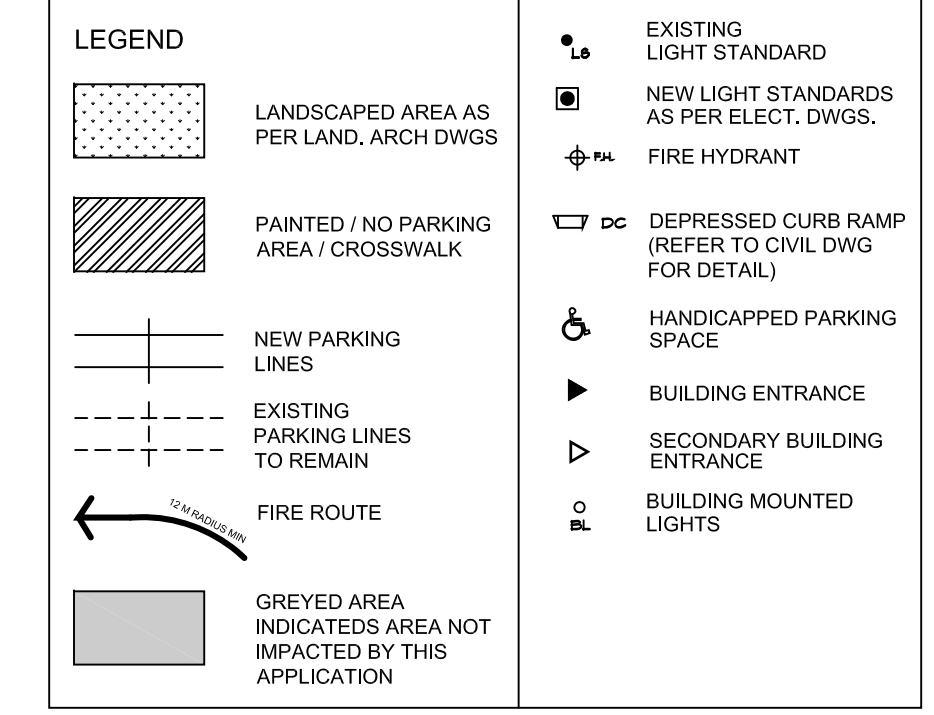 LEGEND
LANDSCAPED AREA AS
PER LAND. ARCH DWGS
PAINTED / NO PARKING
AREA / CROSSWALK
NEW PARKING
LINES
EXISTING
PARKING LINES
TO REMAIN
12 M RADIUS MIN
FIRE ROUTE
GREYED AREA
INDICATEDS AREA NOT
IMPACTED BY THIS
APPLICATION
LS
EXISTING
LIGHT STANDARD
NEW LIGHT STANDARDS
AS PER ELECT. DWGS.
F.H.
FIRE HYDRANT
DC
DEPRESSED CURB RAMP
(REFER TO CIVIL DWG
FOR DETAIL)
HANDICAPPED PARKING
SPACE
BUILDING ENTRANCE
SECONDARY BUILDING
ENTRANCE
BL
BUILDING MOUNTED
LIGHTS